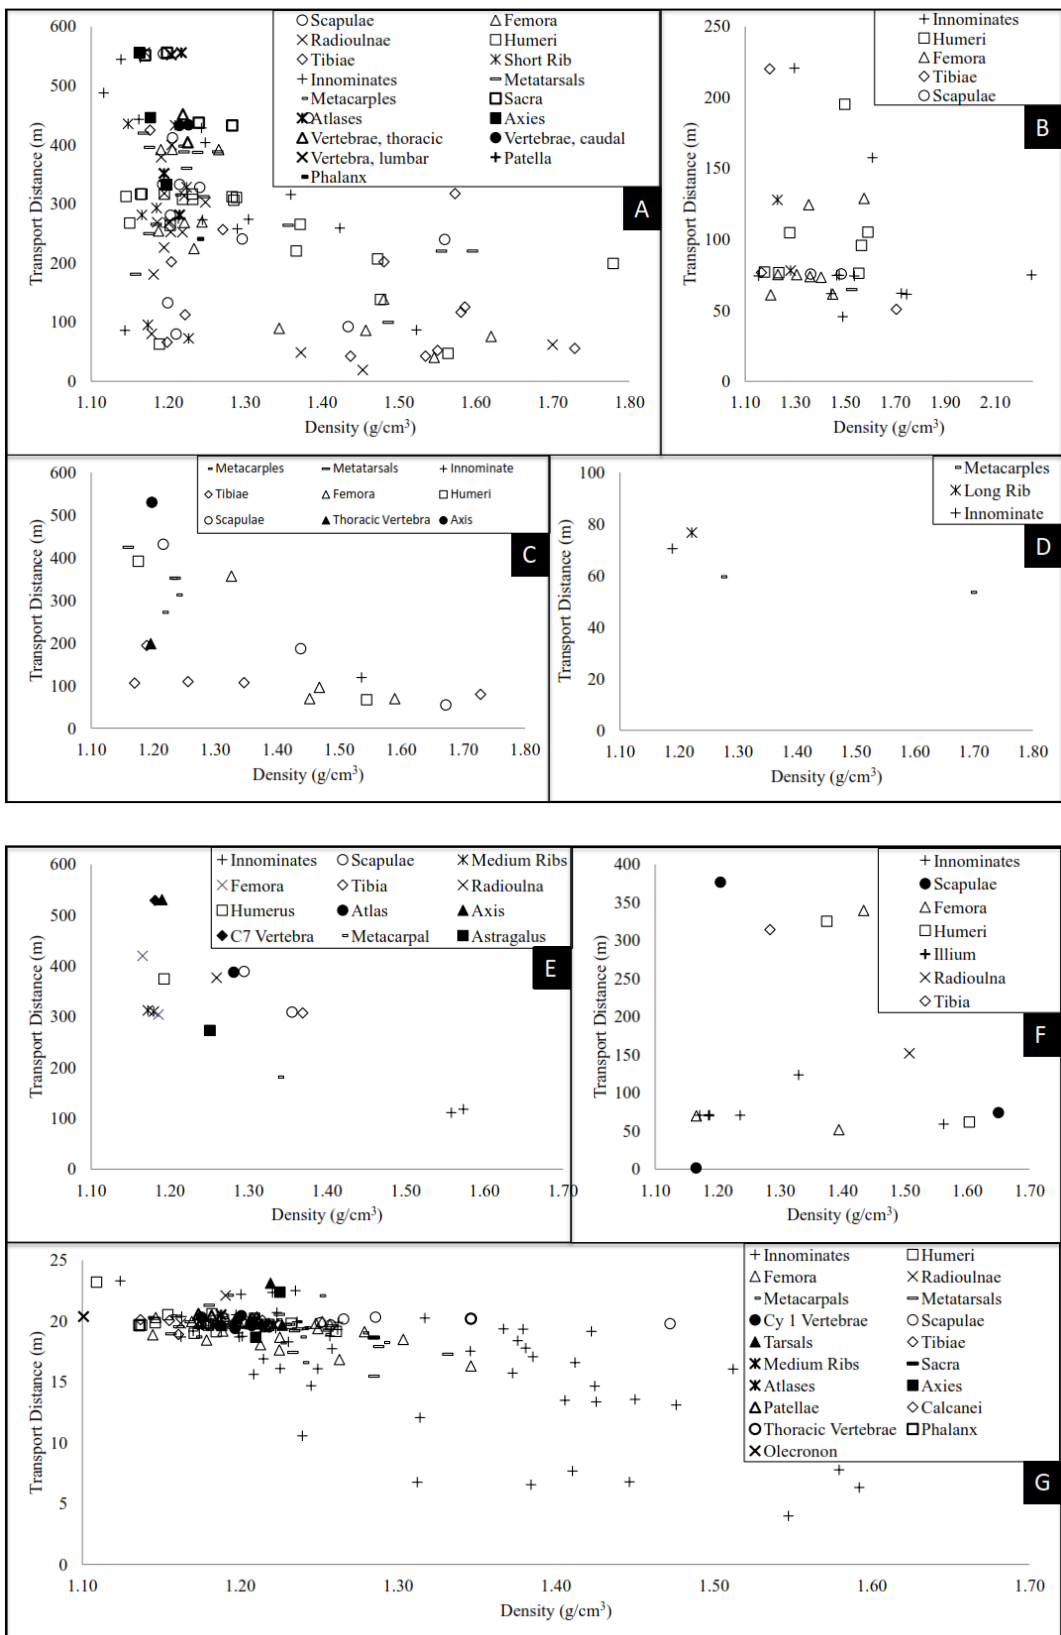 600
500
400
300
200
100
0
Transport Distance (m)
1.10 1.20 1.30 1.40 1.50 1.60 1.70 1.80
Density (g/cm³)
Scapulae Femora
Radioulnae Humeri
Tibiae Short Rib
Innominates Metatarsals
Metacarples Sacra
Atlases Axies
Vertebrae, thoracic Vertebrae, caudal
Vertebra, lumbar Patella
Phalanx
A
250
200
150
100
50
0
Transport Distance (m)
1.10 1.30 1.50 1.70 1.90 2.10
Density (g/cm³)
Innominates
Humeri
Femora
Tibiae
Scapulae
B
600
500
400
300
200
100
0
Transport Distance (m)
1.10 1.20 1.30 1.40 1.50 1.60 1.70 1.80
Density (g/cm³)
Metacarples Metatarsals Innominate
Tibiae Femora Humeri
Scapulae Thoracic Vertebra Axis
C
100
80
60
40
20
0
Transport Distance (m)
1.10 1.20 1.30 1.40 1.50 1.60 1.70 1.80
Density (g/cm³)
Metacarples
Long Rib
Innominate
D
600
500
400
300
200
100
0
Transport Distance (m)
1.10 1.20 1.30 1.40 1.50 1.60 1.70
Density (g/cm³)
Innominates Scapulae Medium Ribs
Femora Tibia Radioulna
Humerus Atlas Axis
C7 Vertebra Metacarpal Astragalus
E
400
350
300
250
200
150
100
50
0
Transport Distance (m)
1.10 1.20 1.30 1.40 1.50 1.60 1.70
Density (g/cm³)
Innominates
Scapulae
Femora
Humeri
Illium
Radioulna
Tibia
F
25
20
15
10
5
0
Transport Distance (m)
1.10 1.20 1.30 1.40 1.50 1.60 1.70
Density (g/cm³)
Innominates Humeri
Femora Radioulnae
Metacarpals Metatarsals
Cy 1 Vertebrae Scapulae
Tarsals Tibiae
Medium Ribs Sacra
Atlases Axies
Patellae Calcanei
Thoracic Vertebrae Phalanx
Olecronon
G